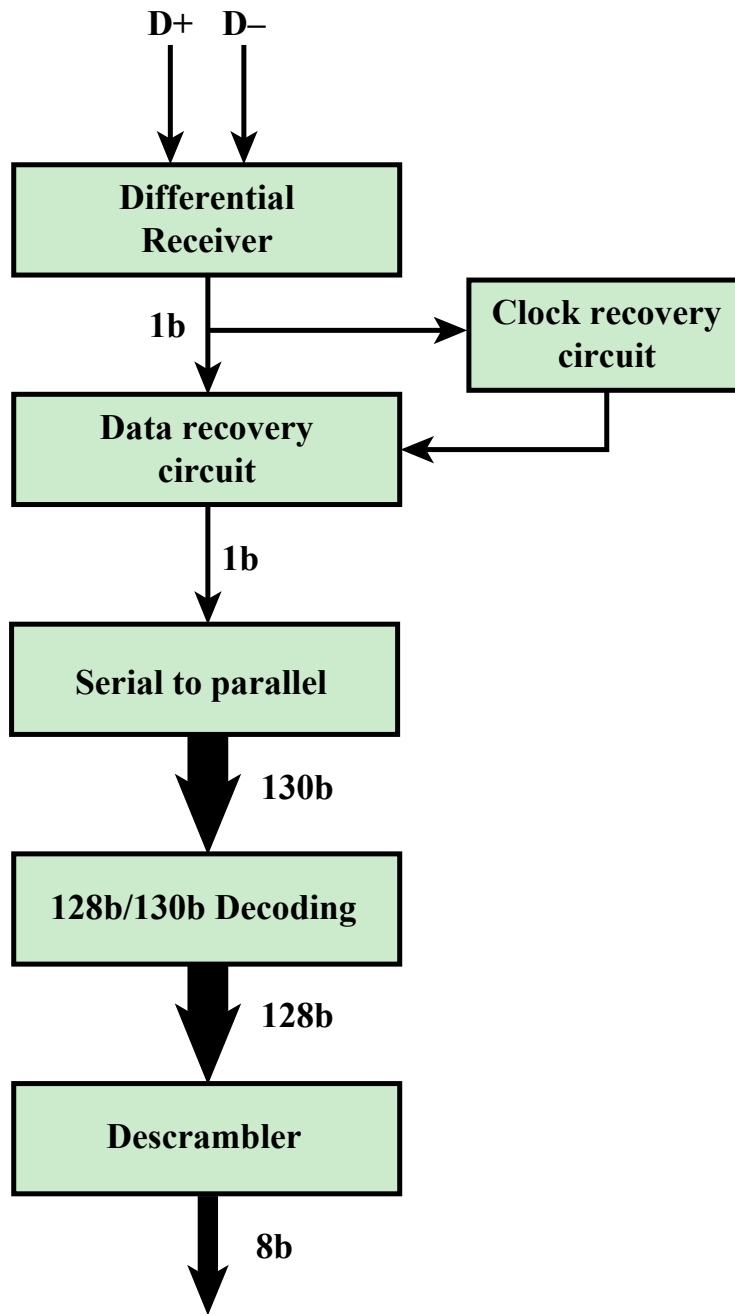 D+ D–
Differential
Receiver
1b
Clock recovery
circuit
Data recovery
circuit
1b
Serial to parallel
130b
128b/130b Decoding
128b
Descrambler
8b